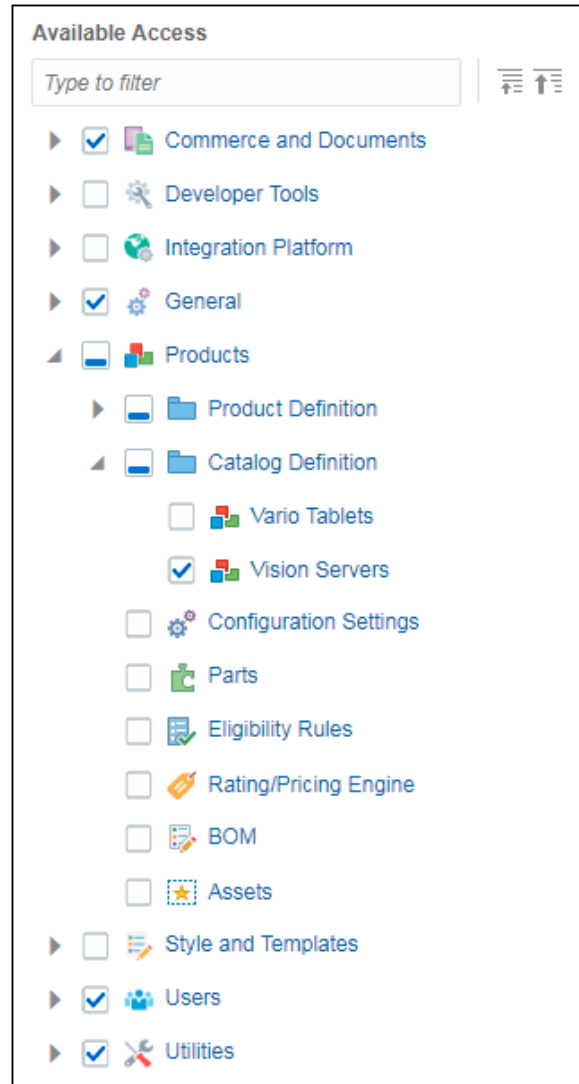 Available Access
Type to filter
Commerce and Documents
Developer Tools
Integration Platform
General
Products
Product Definition
Catalog Definition
Vario Tablets
Vision Servers
Configuration Settings
Parts
Eligibility Rules
Rating/Pricing Engine
BOM
Assets
Style and Templates
Users
Utilities